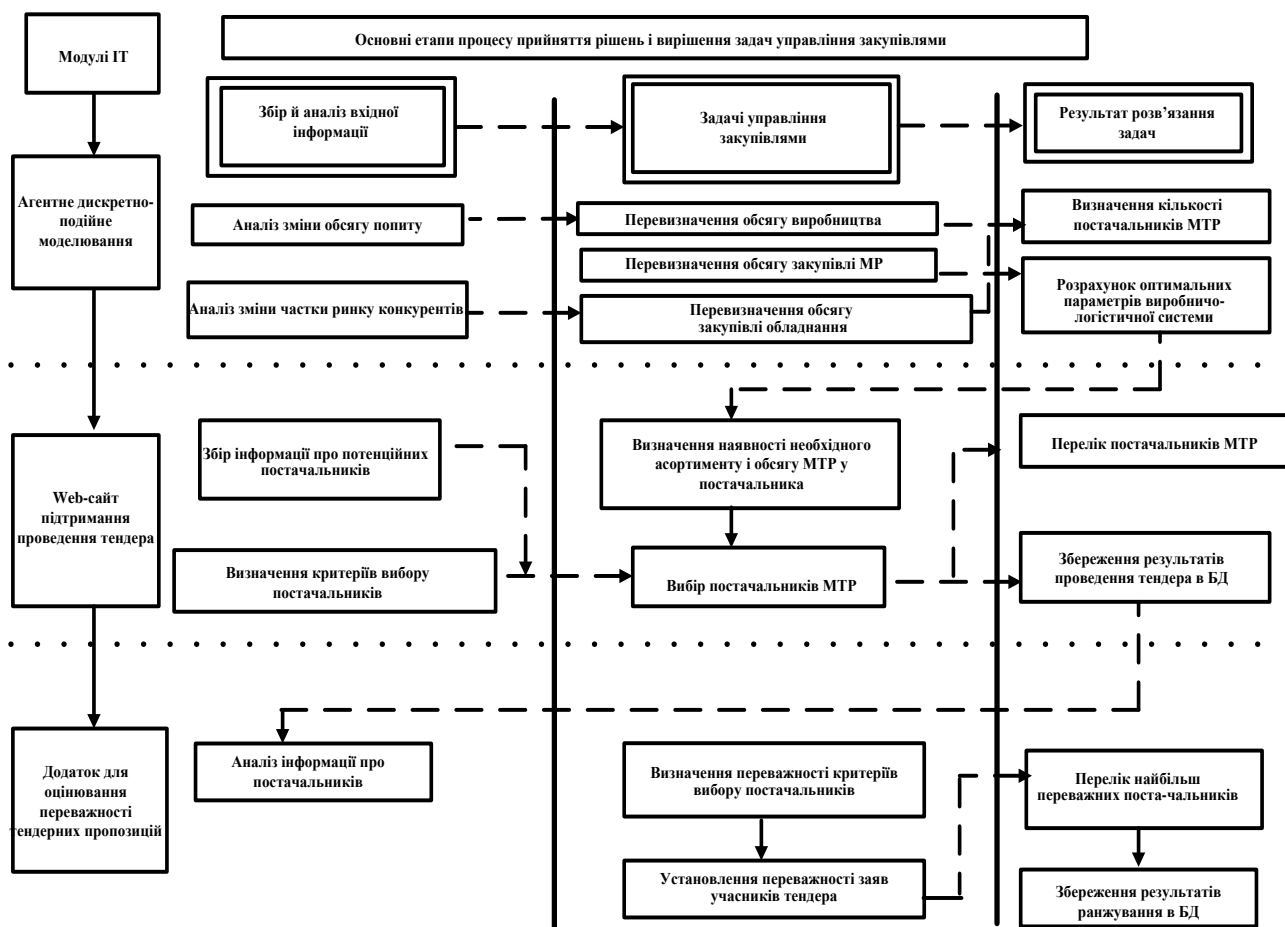 Модулі ІТ
Основні етапи процесу прийняття рішень і вирішення задач управління закупівлями
Збір й аналіз вхідної
інформації
Задачі управління
закупівлями
Результат розв’язання
задач
Агентне дискретно-
подійне
моделювання
Аналіз зміни обсягу попиту
Перевизначення обсягу виробництва
Визначення кількості
постачальників МТР
Перевизначення обсягу закупівлі МР
Аналіз зміни частки ринку конкурентів
Перевизначення обсягу
закупівлі обладнання
Розрахунок оптимальних
параметрів виробничо-
логістичної системи
Web-сайт
підтримання
проведення тендера
Збір інформації про потенційних
постачальників
Визначення наявності необхідного
асортименту і обсягу МТР у
постачальника
Перелік постачальників МТР
Визначення критеріїв вибору
постачальників
Вибір постачальників МТР
Збереження результатів
проведення тендера в БД
Додаток для
оцінювання
переважності
тендерних пропозицій
Аналіз інформації про
постачальників
Визначення переважності критеріїв
вибору постачальників
Перелік найбільш
переважних поста-чальників
Установлення переважності заяв
учасників тендера
Збереження результатів
ранжування в БД